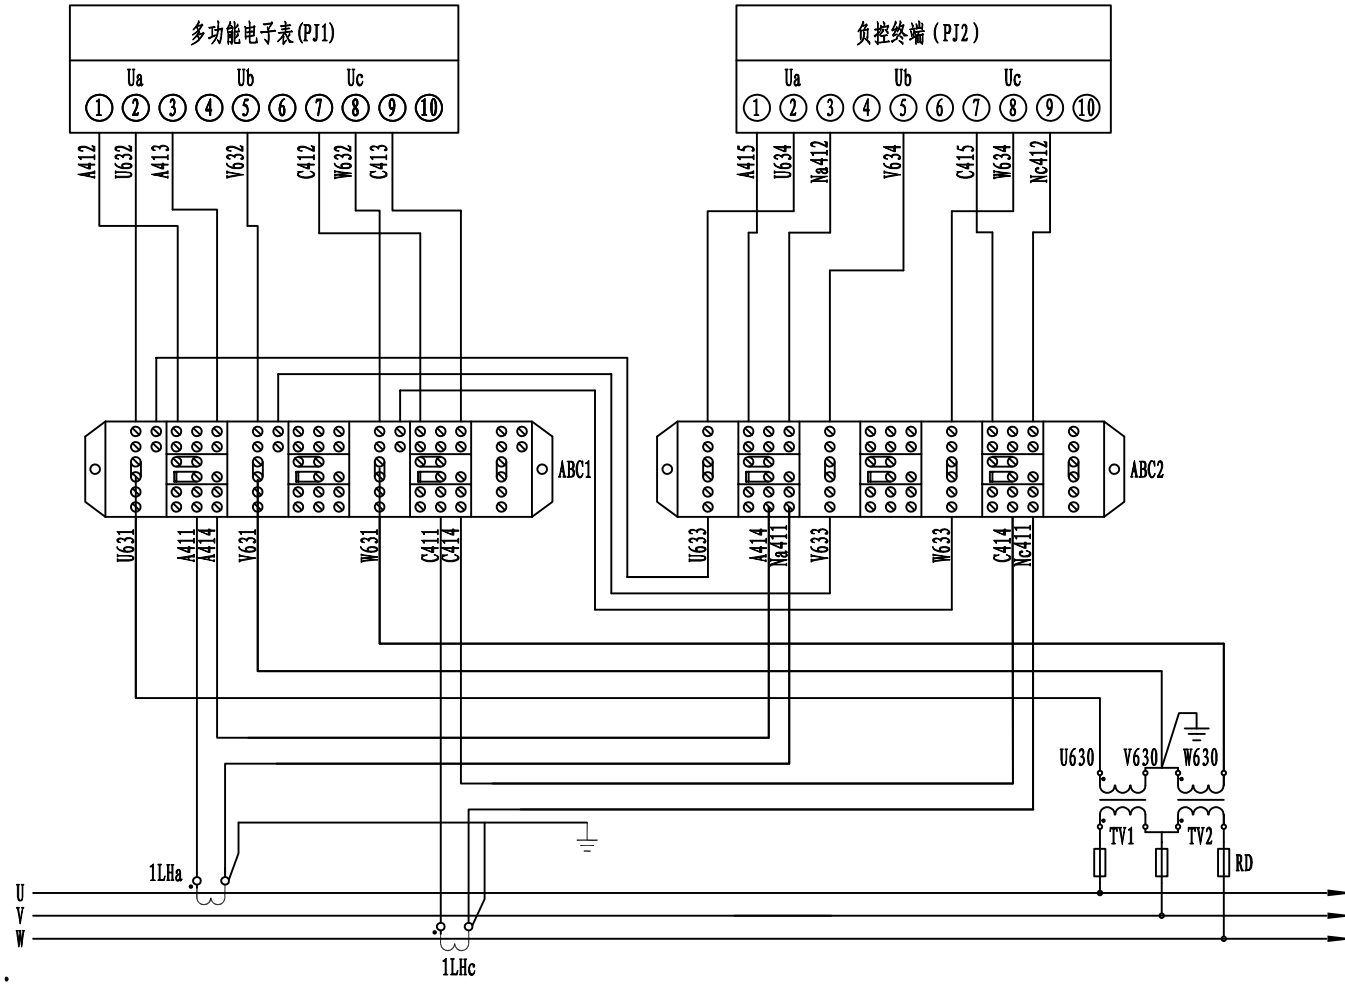 多功能电子表(PJ1)
负控终端（PJ2）
Ua Ub Uc
Ua Ub Uc
1 2 3 4 5 6 7 8 9 10
1 2 3 4 5 6 7 8 9 10
A412 U632 A413 V632 C412 W632 C413
A415 U634 Na412 V634 C415 W634 Nc412
ABC1
ABC2
U631 A411 A414 V631 W631 C411 C414
U633 A414 Na411 V633 W633 C414 Nc411
U630 V630 W630
TV1 TV2
RD
1LHa
U
V
W
1LHc